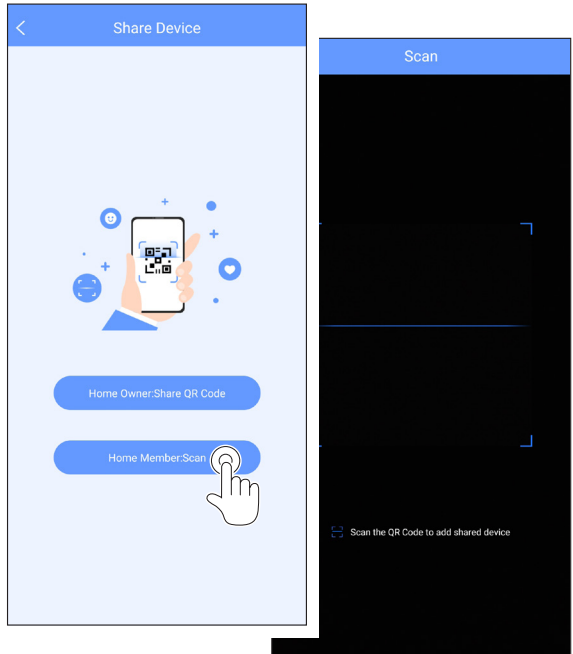 Share Device
Home Owner:Share QR Code
Home Member:Scan
Scan
Scan the QR Code to add shared device